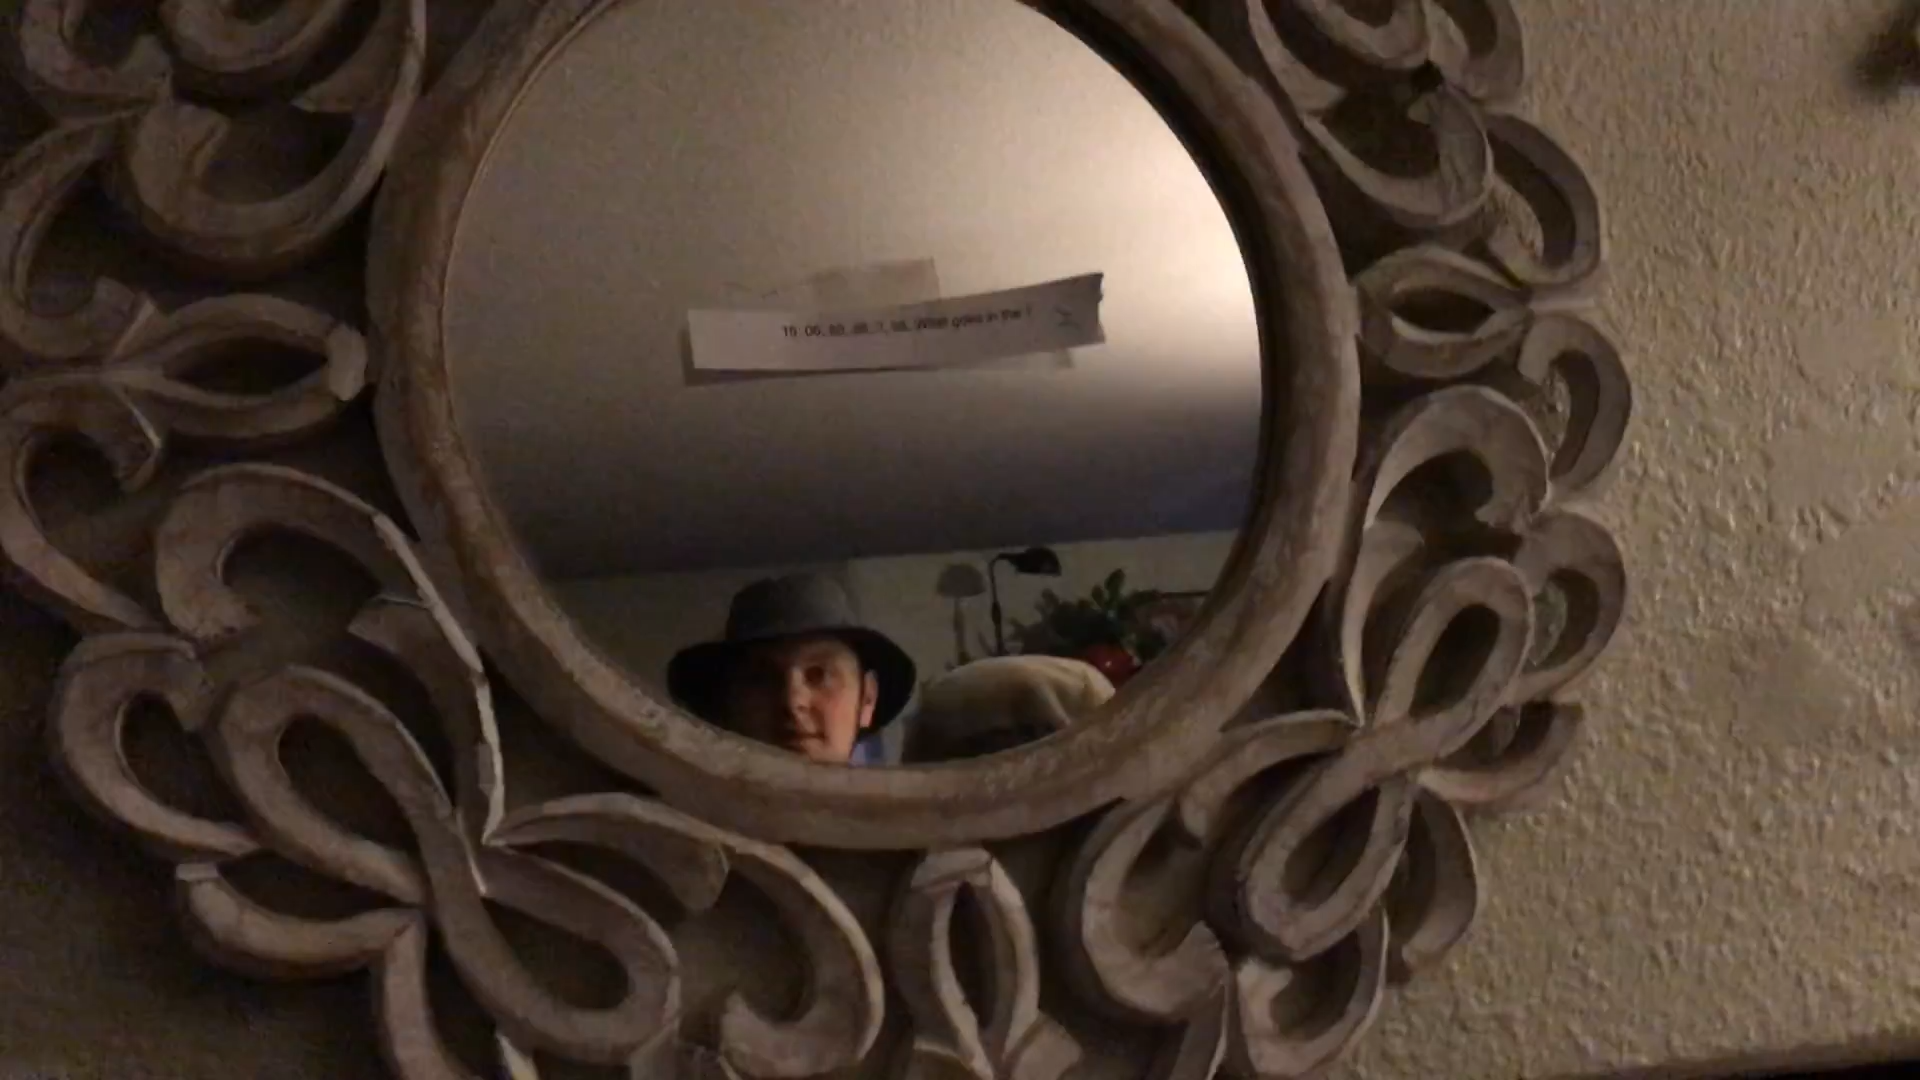 16, 06, 68, 88, ?, 98. What goes in the ?